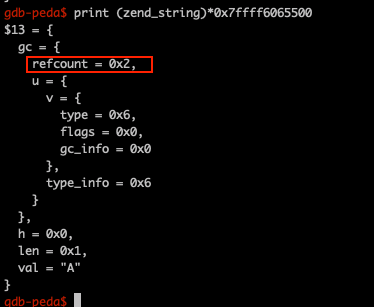 gdb-peda$ print (zend_string)*0x7ffff6065500
$13 = {
  gc = {
    refcount = 0x2,
    u = {
      v = {
        type = 0x6,
        flags = 0x0,
        gc_info = 0x0
      },
      type_info = 0x6
    }
  },
  h = 0x0,
  len = 0x1,
  val = "A"
}
gdb-peda$